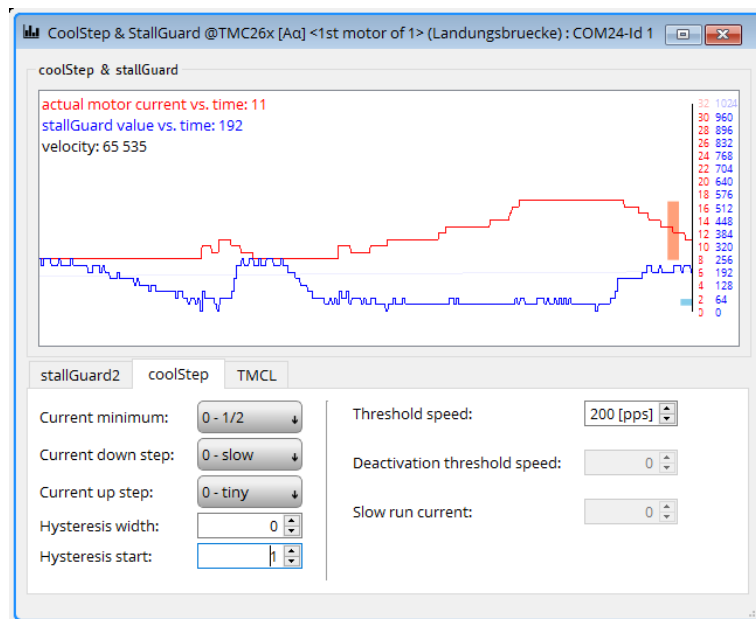 CoolStep & StallGuard @TMC26x [Aα] <1st motor of 1> (Landungsbruecke) : COM24-Id 1
coolStep & stallGuard
actual motor current vs. time: 11
stallGuard value vs. time: 192
velocity: 65 535
32 1024
30 960
28 896
26 832
24 768
22 704
20 640
18 576
16 512
14 448
12 384
10 320
8 256
6 192
4 128
2 64
0 0
stallGuard2 coolStep TMCL
Current minimum: 0 - 1/2
Threshold speed: 200 [pps]
Current down step: 0 - slow
Deactivation threshold speed: 0
Current up step: 0 - tiny
Slow run current: 0
Hysteresis width: 0
Hysteresis start: 1